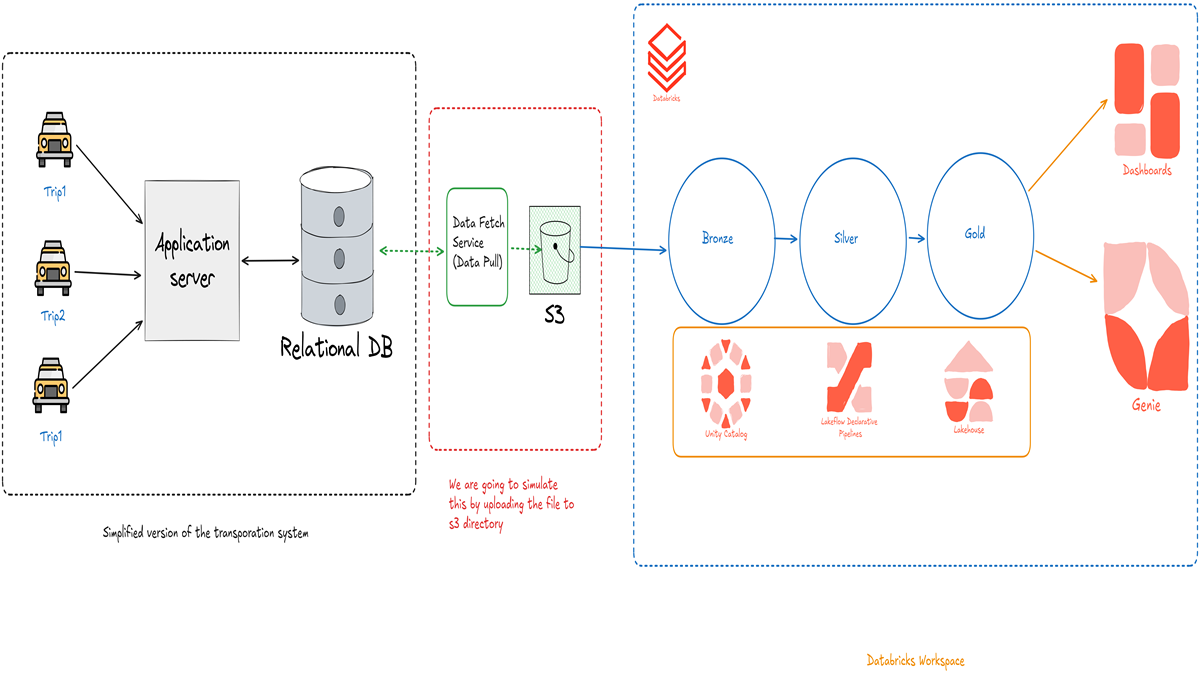 Trip1
Trip2
Trip1
Application
server
Relational DB
Simplified version of the transporation system
Data Fetch
Service
(Data Pull)
S3
We are going to simulate
this by uploading the file to
s3 directory
Databricks
Bronze
Silver
Gold
Unity Catalog
Lakeflow Declarative
Pipelines
Lakehouse
Dashboards
Genie
Databricks Workspace